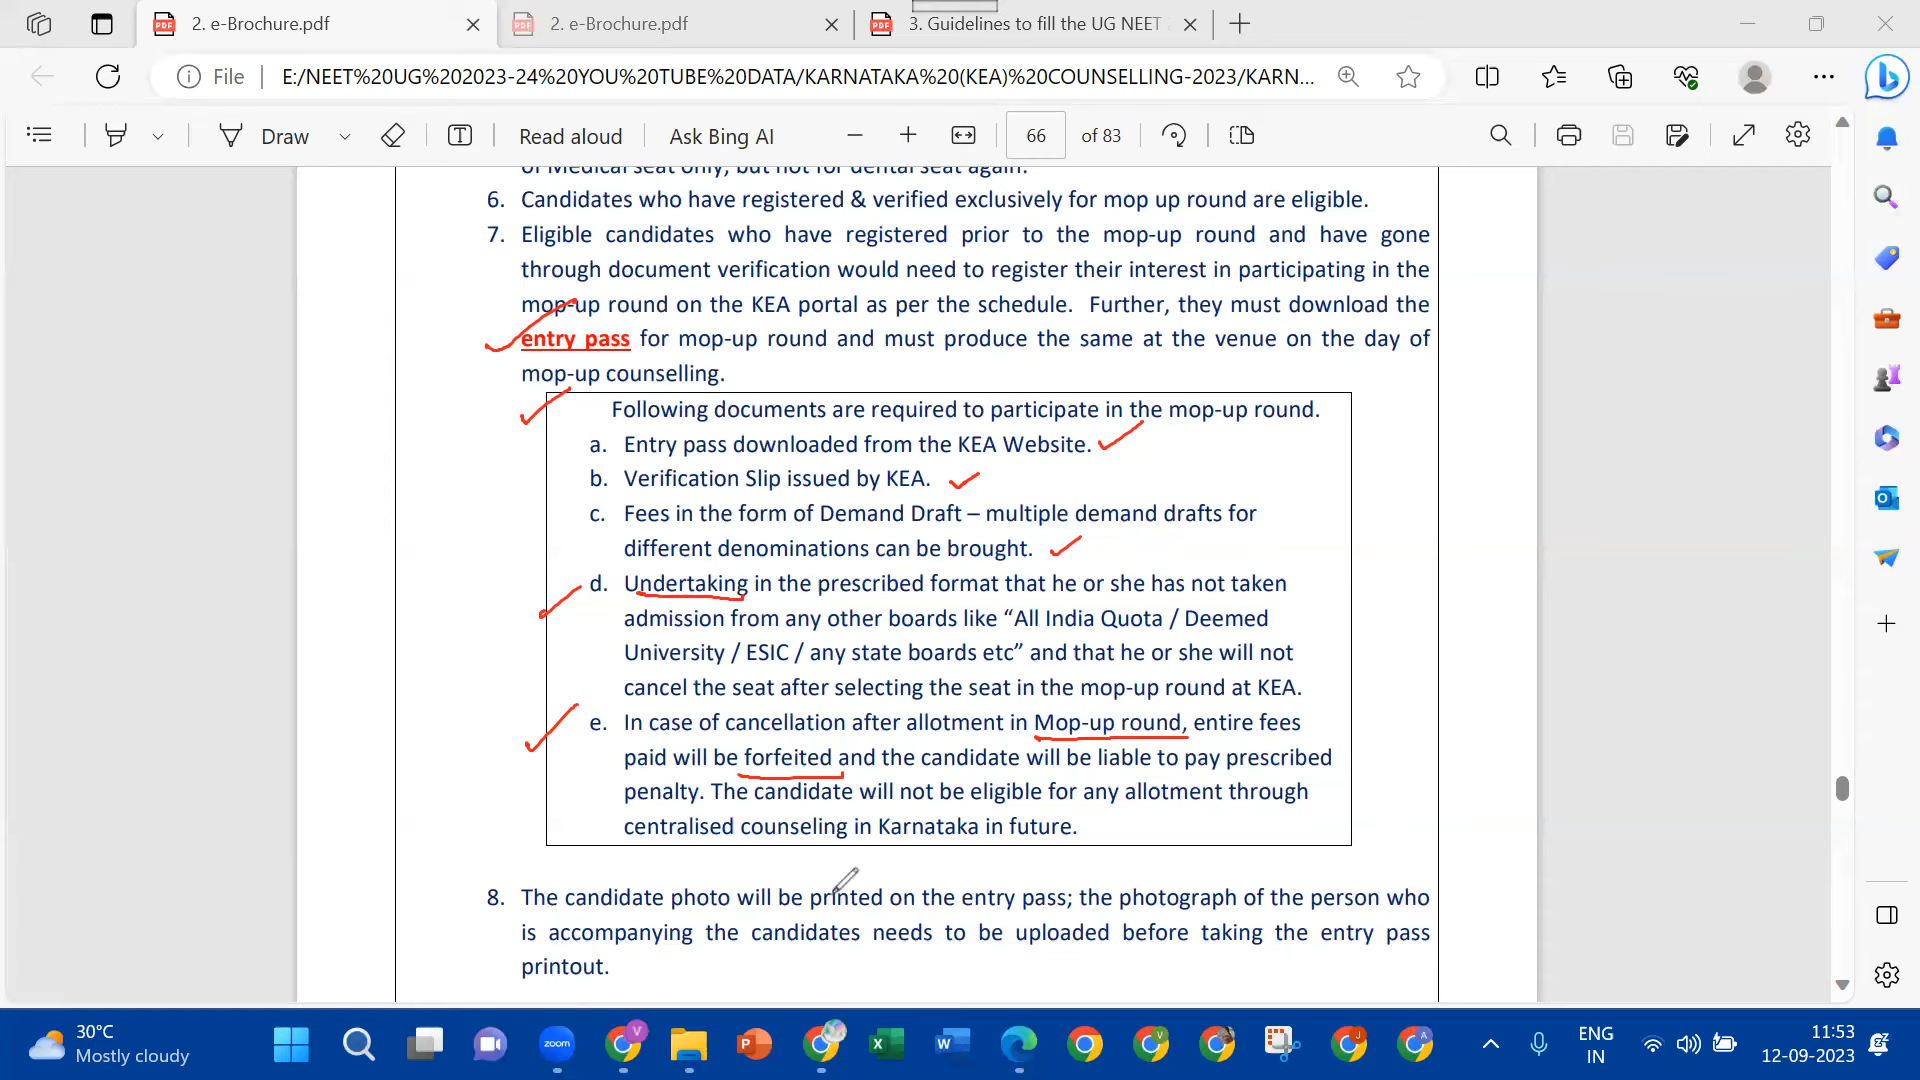 2. e-Brochure.pdf
2. e-Brochure.pdf
3. Guidelines to fill the UG NEET
File
E:/NEET%20UG%202023-24%20YOU%20TUBE%20DATA/KARNATAKA%20(KEA)%20COUNSELLING-2023/KARN...
Draw
Read aloud
Ask Bing AI
66
of 83
of Medical seat only, but not for dental seat again.
6. Candidates who have registered & verified exclusively for mop up round are eligible.
7. Eligible candidates who have registered prior to the mop-up round and have gone
through document verification would need to register their interest in participating in the
mop-up round on the KEA portal as per the schedule. Further, they must download the
entry pass for mop-up round and must produce the same at the venue on the day of
mop-up counselling.
Following documents are required to participate in the mop-up round.
a. Entry pass downloaded from the KEA Website.
b. Verification Slip issued by KEA.
c. Fees in the form of Demand Draft – multiple demand drafts for
different denominations can be brought.
d. Undertaking in the prescribed format that he or she has not taken
admission from any other boards like “All India Quota / Deemed
University / ESIC / any state boards etc” and that he or she will not
cancel the seat after selecting the seat in the mop-up round at KEA.
e. In case of cancellation after allotment in Mop-up round, entire fees
paid will be forfeited and the candidate will be liable to pay prescribed
penalty. The candidate will not be eligible for any allotment through
centralised counseling in Karnataka in future.
8. The candidate photo will be printed on the entry pass; the photograph of the person who
is accompanying the candidates needs to be uploaded before taking the entry pass
printout.
30°C
Mostly cloudy
zoom
ENG
IN
11:53
12-09-2023